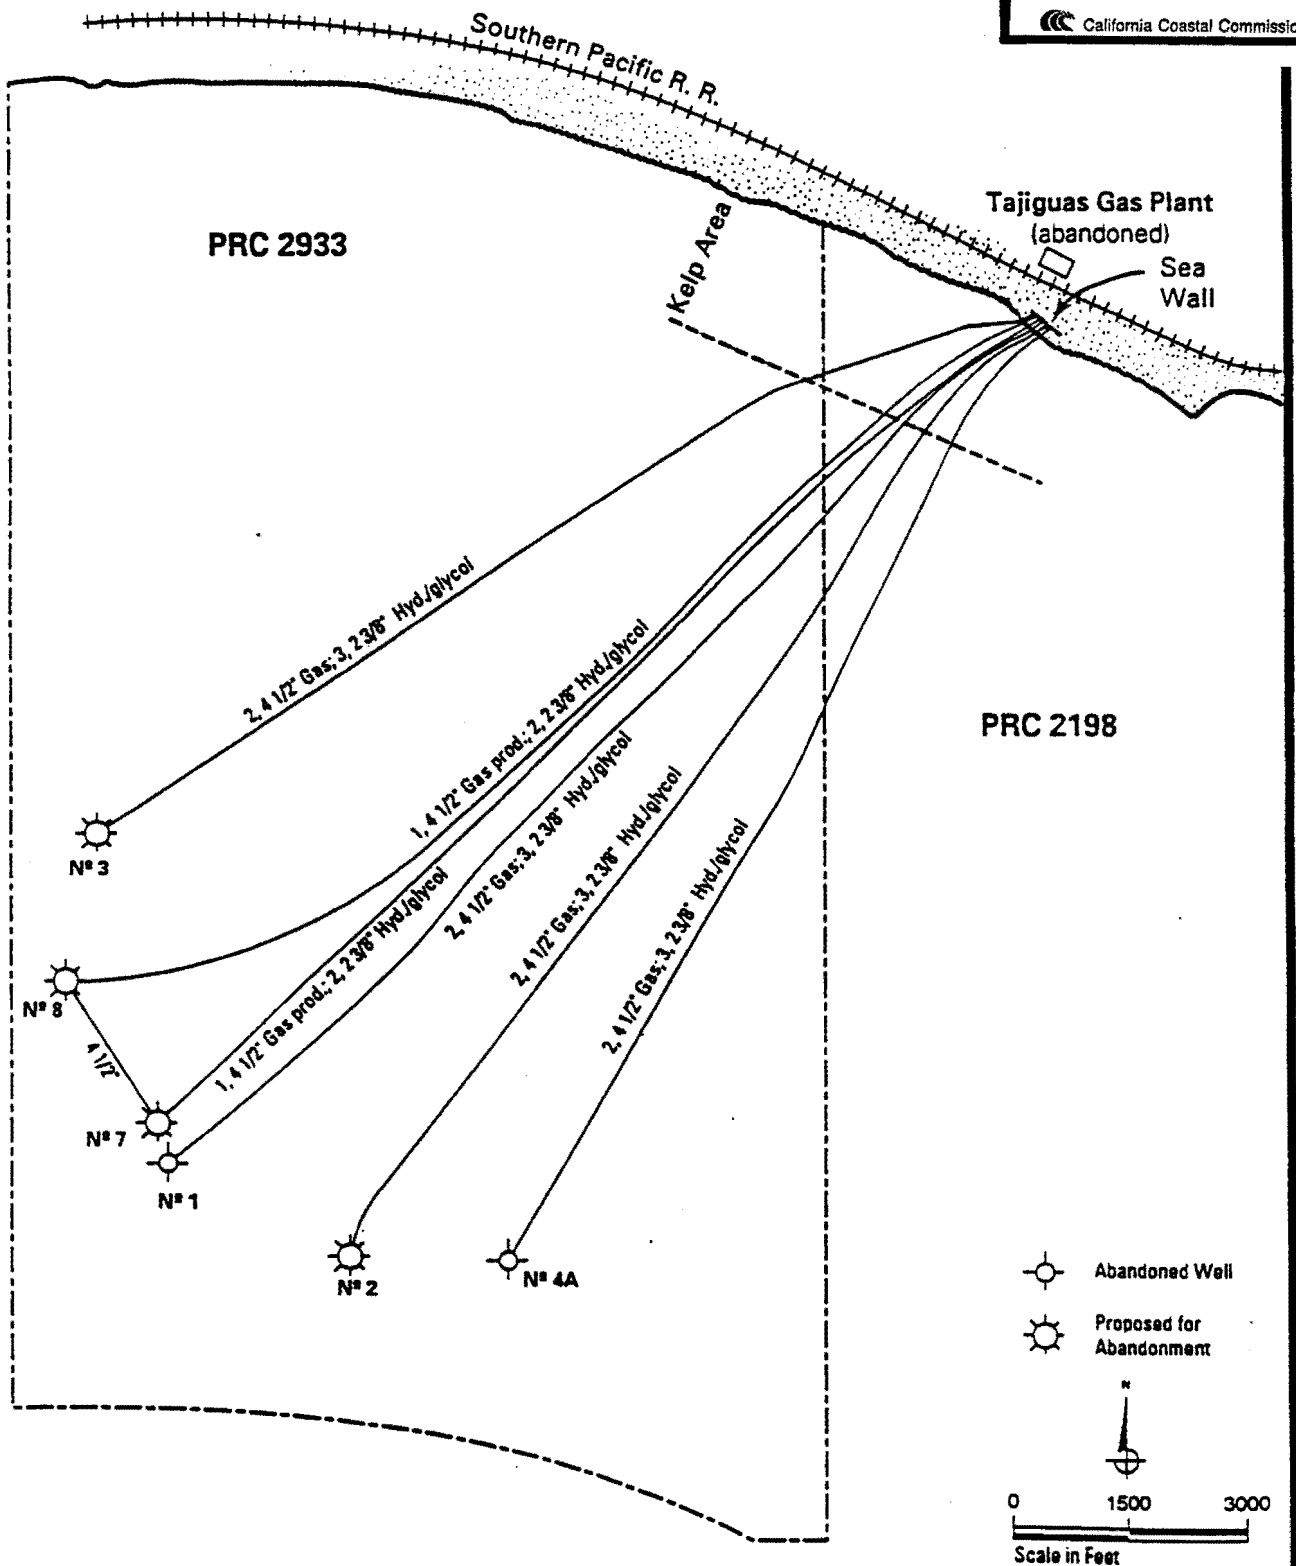 California Coastal Commissio
Southern Pacific R. R.
Tajiguas Gas Plant
(abandoned)
Sea
Wall
Kelp Area
PRC 2933
PRC 2198
2, 4 1/2" Gas; 3, 2 3/8" Hyd./glycol
1, 4 1/2" Gas prod.; 2, 2 3/8" Hyd./glycol
1, 4 1/2" Gas prod.; 2, 2 3/8" Hyd./glycol
2, 4 1/2" Gas; 3, 2 3/8" Hyd./glycol
2, 4 1/2" Gas; 3, 2 3/8" Hyd./glycol
2, 4 1/2" Gas; 3, 2 3/8" Hyd./glycol
Nº 3
Nº 8
4 1/2"
Nº 7
Nº 1
Nº 2
Nº 4A
Abandoned Well
Proposed for
Abandonment
N
0 1500 3000
Scale in Feet